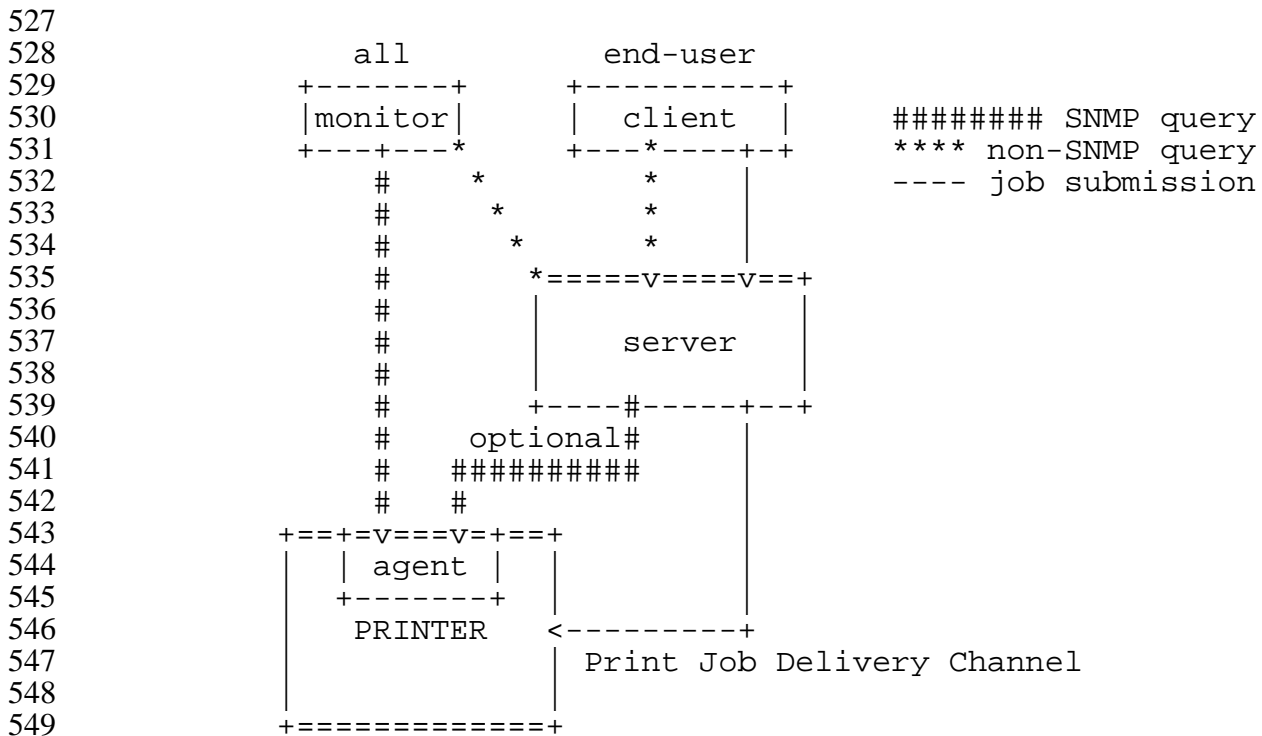 527
528                all            end-user
529             +-------+     +----------+
530             |monitor|     |  client  |     ######## SNMP query
531             +---+---*     +---*----+-+     **** non-SNMP query
532                 #    *        *    |       ---- job submission
533                 #     *       *    |
534                 #      *      *    |
535                 #       *=====v====v==+
536                 #       |             |
537                 #       |    server   |
538                 #       |             |
539                 #       +----#-----+--+
540                 #    optional#     |
541                 #   ##########     |
542                 #   #              |
543            +==+=v===v=+==+         |
544            |  | agent |  |         |
545            |  +-------+  |         |
546            |   PRINTER   <---------+
547            |             | Print Job Delivery Channel
548            |             |
549            +=============+